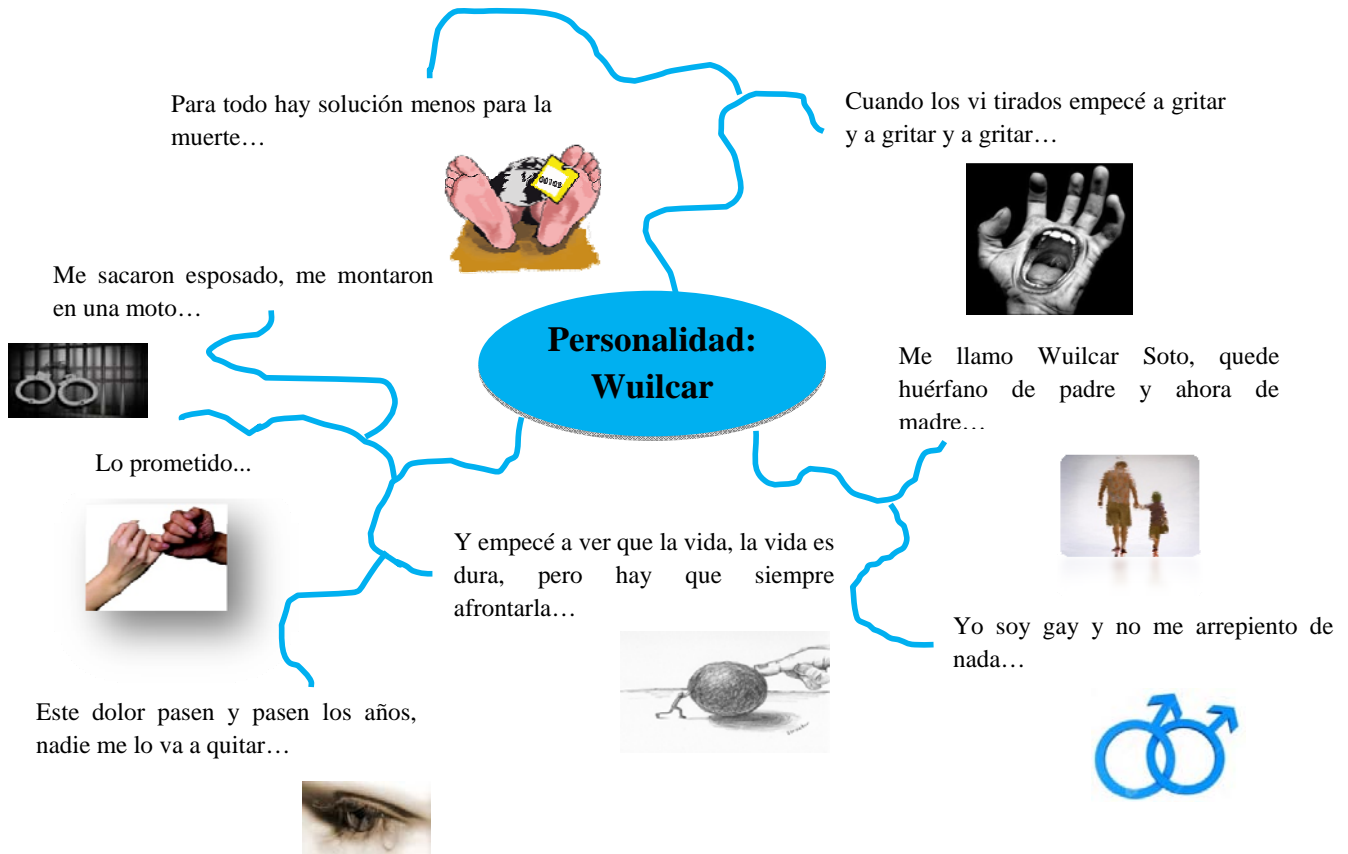 Para todo hay solución menos para la
muerte…
Cuando los vi tirados empecé a gritar
y a gritar y a gritar…
00108
Me sacaron esposado, me montaron
en una moto…
Personalidad:
Wuilcar
Me llamo Wuilcar Soto, quede
huérfano de padre y ahora de
madre…
Lo prometido...
Y empecé a ver que la vida, la vida es
dura, pero hay que siempre
afrontarla…
Yo soy gay y no me arrepiento de
nada…
Este dolor pasen y pasen los años,
nadie me lo va a quitar…